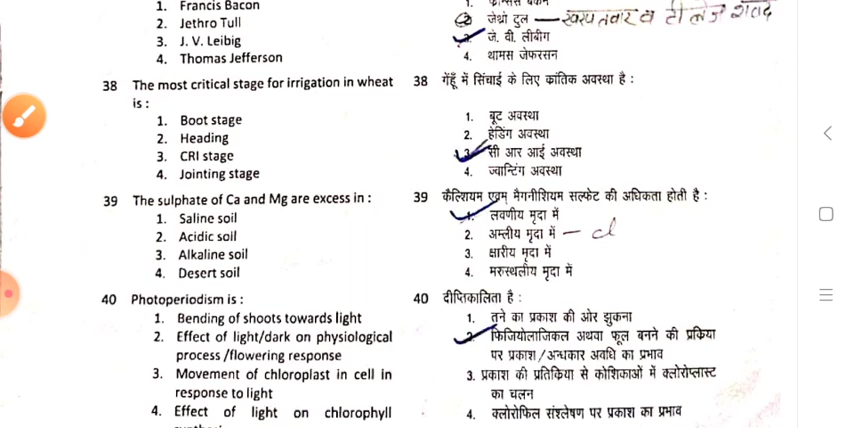 1. Francis Bacon
2. Jethro Tull
3. J. V. Leibig
4. Thomas Jefferson
38 The most critical stage for irrigation in wheat is :
1. Boot stage
2. Heading
3. CRI stage
4. Jointing stage
39 The sulphate of Ca and Mg are excess in :
1. Saline soil
2. Acidic soil
3. Alkaline soil
4. Desert soil
40 Photoperiodism is :
1. Bending of shoots towards light
2. Effect of light/dark on physiological
process /flowering response
3. Movement of chloroplast in cell in
response to light
4. Effect of light on chlorophyll
1. फ्रान्सिस बेकन
जेथ्रो टुल
जे. वी. लीबीग
4. थामस जेफरसन
38 गेहूँ में सिंचाई के लिए क्रांतिक अवस्था है :
1. बूट अवस्था
2. हेडिंग अवस्था
सी आर आई अवस्था
4. ज्वान्टिंग अवस्था
39 कैल्शियम एवम् मैगनीशियम सल्फेट की अधिकता होती है :
लवणीय मृदा में
2. अम्लीय मृदा में – cl
3. क्षारीय मृदा में
4. मरुस्थलीय मृदा में
40 दीप्तिकालिता है :
1. तने का प्रकाश की ओर झुकना
फिजियोलाजिकल अथवा फूल बनने की प्रक्रिया
पर प्रकाश/अन्धकार अवधि का प्रभाव
3. प्रकाश की प्रतिक्रिया से कोशिकाओं में क्लोरोप्लास्ट
का चलन
4. क्लोरोफिल संश्लेषण पर प्रकाश का प्रभाव